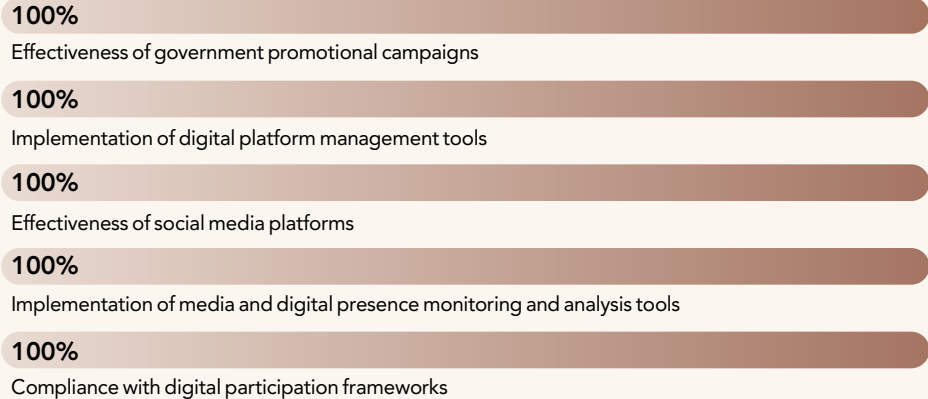 100%
Effectiveness of government promotional campaigns
100%
Implementation of digital platform management tools
100%
Effectiveness of social media platforms
100%
Implementation of media and digital presence monitoring and analysis tools
100%
Compliance with digital participation frameworks